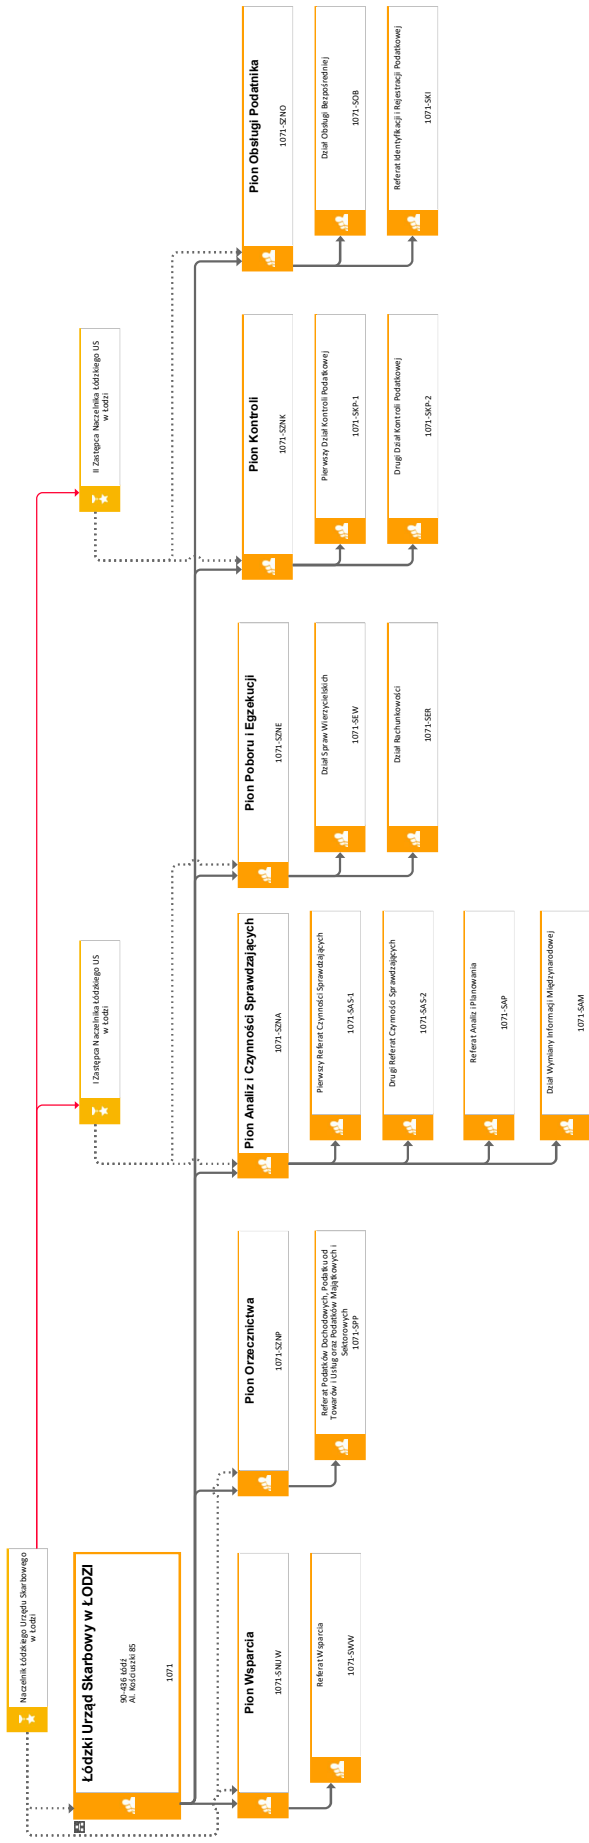 Naczelnik Łódzkiego Urzędu Skarbowego
w Łodzi
I Zastępca Naczelnika Łódzkiego US
w Łodzi
II Zastępca Naczelnika Łódzkiego US
w Łodzi
Łódzki Urząd Skarbowy w ŁODZI
90-436 Łódź
Al. Kościuszki 85
1071
Pion Wsparcia
1071-SNUW
Referat Wsparcia
1071-SWW
Pion Orzecznictwa
1071-SZNP
Referat Podatków Dochodowych, Podatku od
Towarów i Usług oraz Podatków Majątkowych i
Sektorowych
1071-SPP
Pion Analiz i Czynności Sprawdzających
1071-SZNA
Pierwszy Referat Czynności Sprawdzających
1071-SAS-1
Drugi Referat Czynności Sprawdzających
1071-SAS-2
Referat Analiz i Planowania
1071-SAP
Dział Wymiany Informacji Międzynarodowej
1071-SAM
Pion Poboru i Egzekucji
1071-SZNE
Dział Spraw Wierzycielskich
1071-SEW
Dział Rachunkowości
1071-SER
Pion Kontroli
1071-SZNK
Pierwszy Dział Kontroli Podatkowej
1071-SKP-1
Drugi Dział Kontroli Podatkowej
1071-SKP-2
Pion Obsługi Podatnika
1071-SZNO
Dział Obsługi Bezpośredniej
1071-SOB
Referat Identyfikacji i Rejestracji Podatkowej
1071-SKI